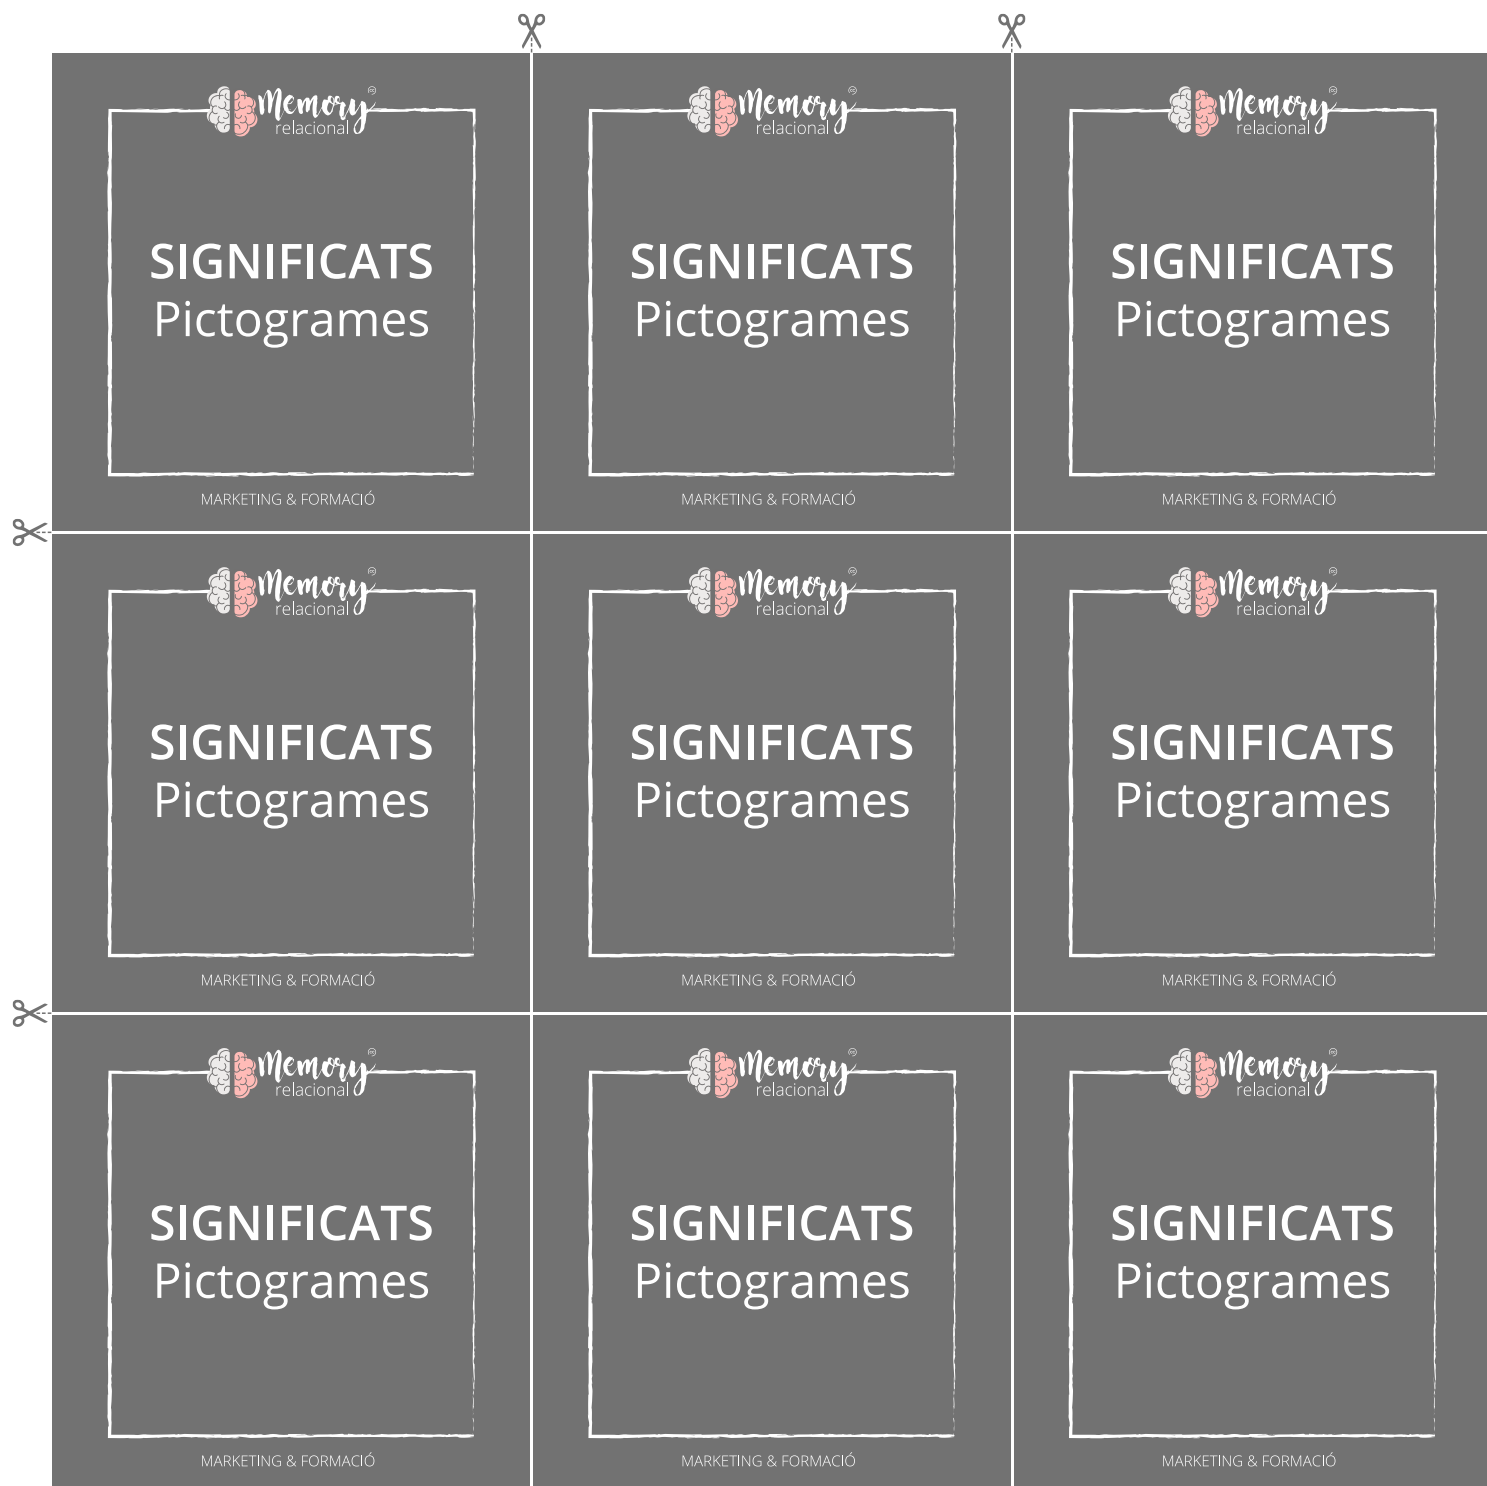 Memory Memory Memory
relacional relacional relacional
SIGNIFICATS SIGNIFICATS SIGNIFICATS
Pictogrames Pictogrames Pictogrames
MARKETING & FORMACIÓ MARKETING & FORMACIÓ MARKETING & FORMACIÓ
Memory Memory Memory
relacional relacional relacional
SIGNIFICATS SIGNIFICATS SIGNIFICATS
Pictogrames Pictogrames Pictogrames
MARKETING & FORMACIÓ MARKETING & FORMACIÓ MARKETING & FORMACIÓ
Memory Memory Memory
relacional relacional relacional
SIGNIFICATS SIGNIFICATS SIGNIFICATS
Pictogrames Pictogrames Pictogrames
MARKETING & FORMACIÓ MARKETING & FORMACIÓ MARKETING & FORMACIÓ